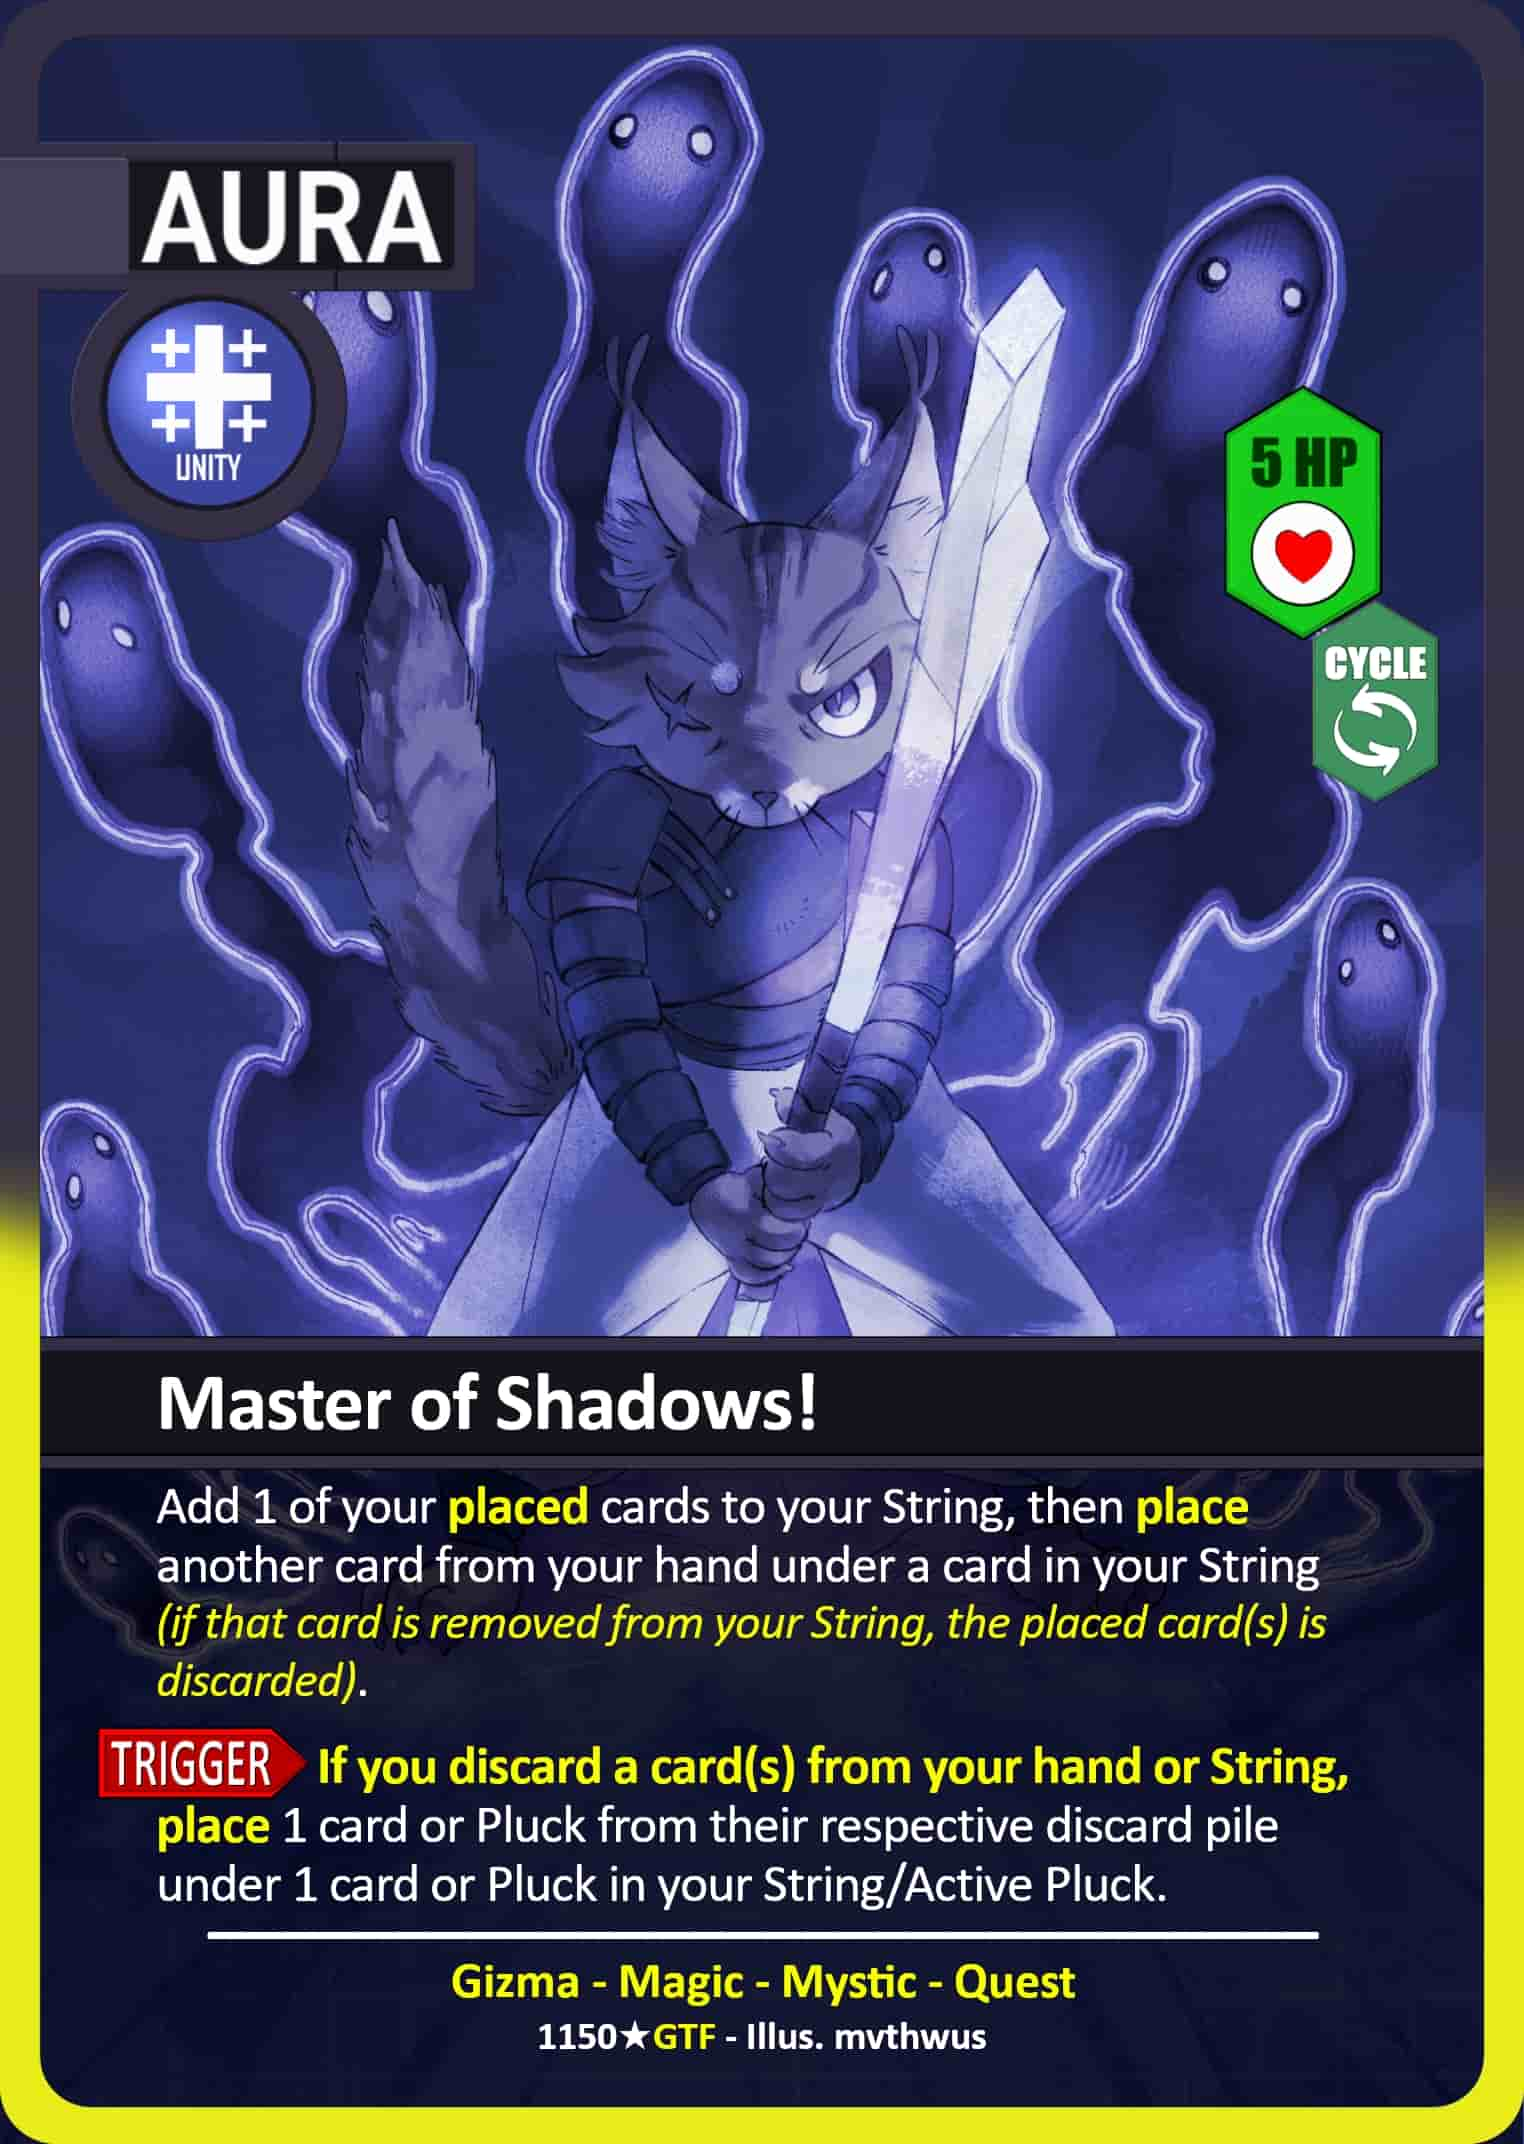 AURA
UNITY
5 HP
CYCLE
Master of Shadows!
Add 1 of your placed cards to your String, then place
another card from your hand under a card in your String
(if that card is removed from your String, the placed card(s) is
discarded).
TRIGGER If you discard a card(s) from your hand or String,
place 1 card or Pluck from their respective discard pile
under 1 card or Pluck in your String/Active Pluck.
Gizma - Magic - Mystic - Quest
1150★GTF - Illus. mvthwus